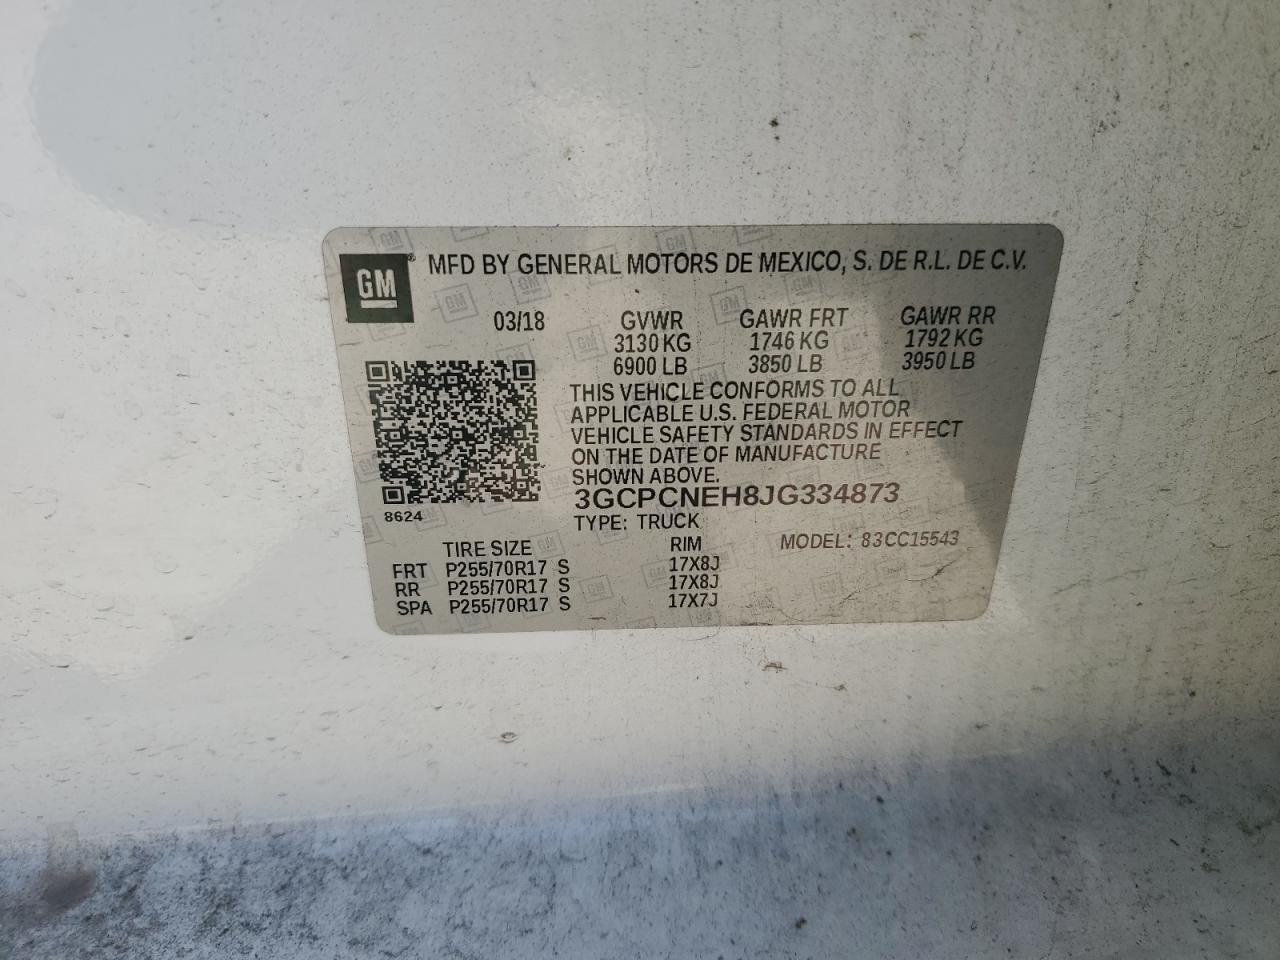 GM
MFD BY GENERAL MOTORS DE MEXICO, S. DE R.L. DE C.V.
03/18 GVWR GAWR FRT GAWR RR
3130 KG 1746 KG 1792 KG
6900 LB 3850 LB 3950 LB
THIS VEHICLE CONFORMS TO ALL
APPLICABLE U.S. FEDERAL MOTOR
VEHICLE SAFETY STANDARDS IN EFFECT
ON THE DATE OF MANUFACTURE
SHOWN ABOVE.
3GCPCNEH8JG334873
8624
TYPE: TRUCK
MODEL: 83CC15543
TIRE SIZE RIM
FRT P255/70R17 S 17X8J
RR P255/70R17 S 17X8J
SPA P255/70R17 S 17X7J